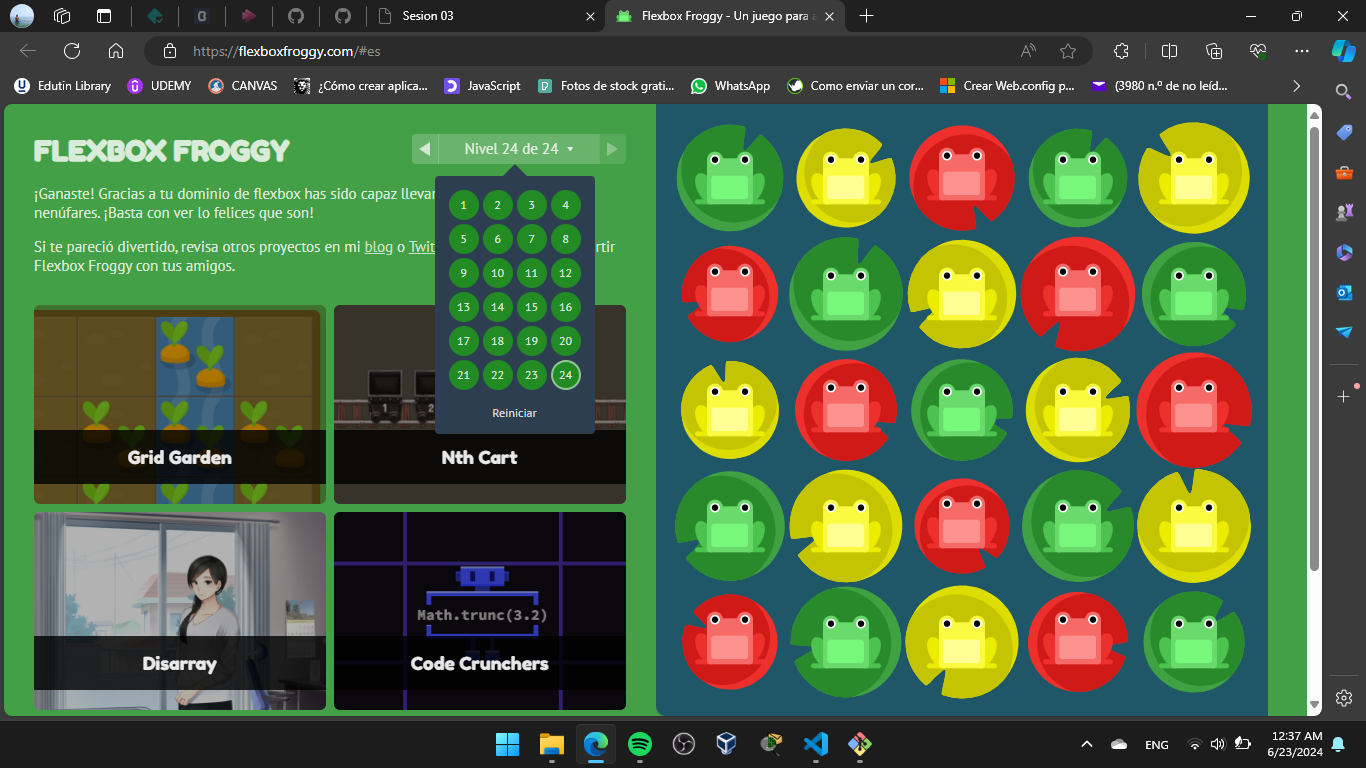 Sesion 03
Flexbox Froggy - Un juego para a
https://flexboxfroggy.com/#es
Edutin Library
UDEMY
CANVAS
¿Cómo crear aplica...
JavaScript
Fotos de stock grati...
WhatsApp
Como enviar un cor...
Crear Web.config p...
(3980 n.º de no leíd...
FLEXBOX FROGGY
Nivel 24 de 24
¡Ganaste! Gracias a tu dominio de flexbox has sido capaz llevar
nenúfares. ¡Basta con ver lo felices que son!
Si te pareció divertido, revisa otros proyectos en mi blog o Twit
rtir
Flexbox Froggy con tus amigos.
1 2 3 4
5 6 7 8
9 10 11 12
13 14 15 16
17 18 19 20
21 22 23 24
Reiniciar
1 2
Grid Garden
Nth Cart
Math.trunc(3.2)
Disarray
Code Crunchers
ENG
12:37 AM
6/23/2024